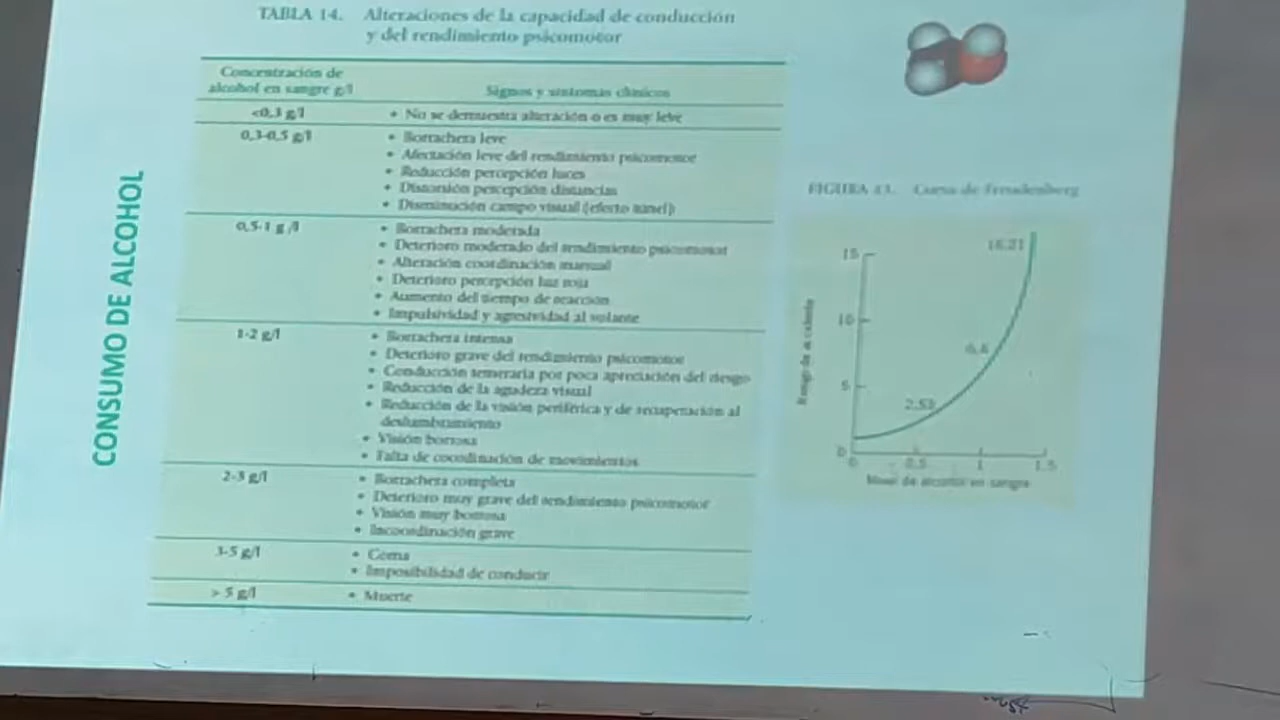 TABLA 14. Alteraciones de la capacidad de conducción
y del rendimiento psicomotor
CONSUMO DE ALCOHOL
Concentración de
alcohol en sangre g/l
Signos y síntomas clínicos
<0,3 g/l
• No se demuestra alteración o es muy leve
0,3-0,5 g/l
• Borrachera leve
• Afectación leve del rendimiento psicomotor
• Reducción percepción luces
• Distorsión percepción distancias
• Disminución campo visual (efecto túnel)
0,5-1 g/l
• Borrachera moderada
• Deterioro moderado del rendimiento psicomotor
• Alteración coordinación manual
• Deterioro percepción luz roja
• Aumento del tiempo de reacción
• Impulsividad y agresividad al volante
1-2 g/l
• Borrachera intensa
• Deterioro grave del rendimiento psicomotor
• Conducción temeraria por poca apreciación del riesgo
• Reducción de la agudeza visual
• Reducción de la visión periférica y de recuperación al
deslumbramiento
• Visión borrosa
• Falta de coordinación de movimientos
2-3 g/l
• Borrachera completa
• Deterioro muy grave del rendimiento psicomotor
• Visión muy borrosa
• Incoordinación grave
3-5 g/l
• Coma
• Imposibilidad de conducir
> 5 g/l
• Muerte
FIGURA 13. Curva de Freudenberg
16,21
15
10
6,4
5
2,53
0
0 0.5 1 1.5
Nivel de alcohol en sangre